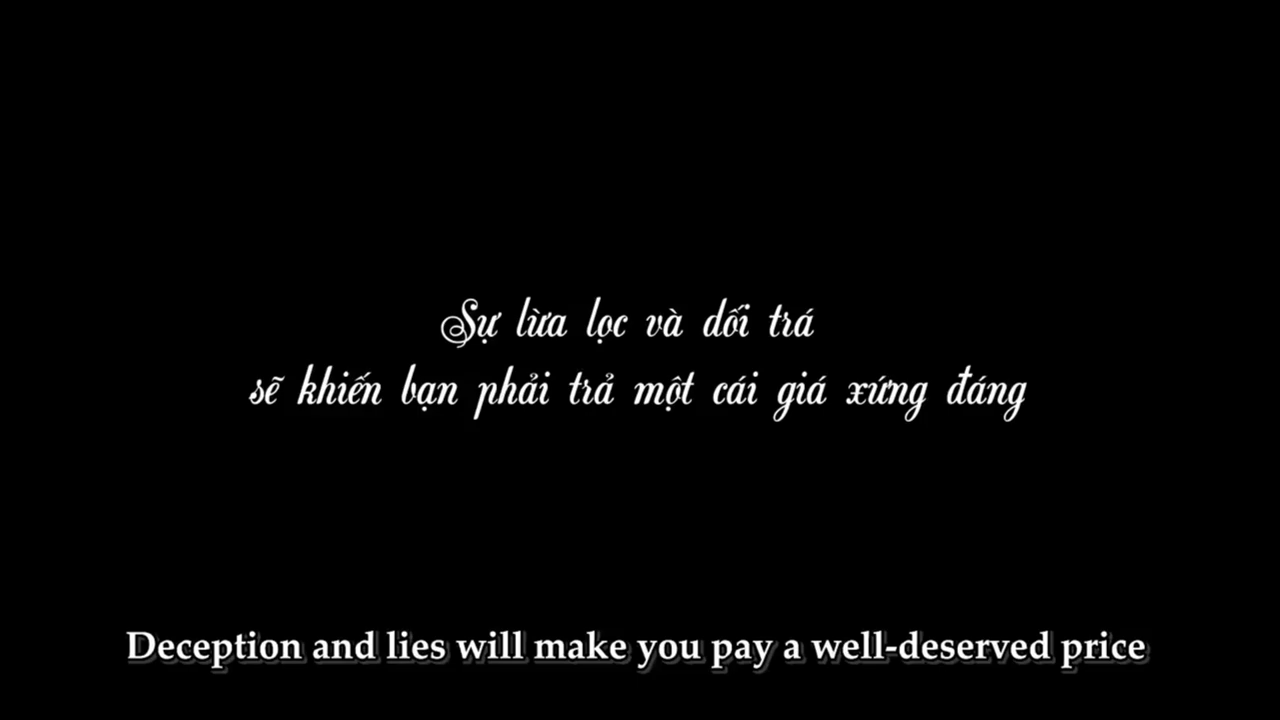 Sự lừa lọc và dối trá
sẽ khiến bạn phải trả một cái giá xứng đáng
Deception and lies will make you pay a well-deserved price